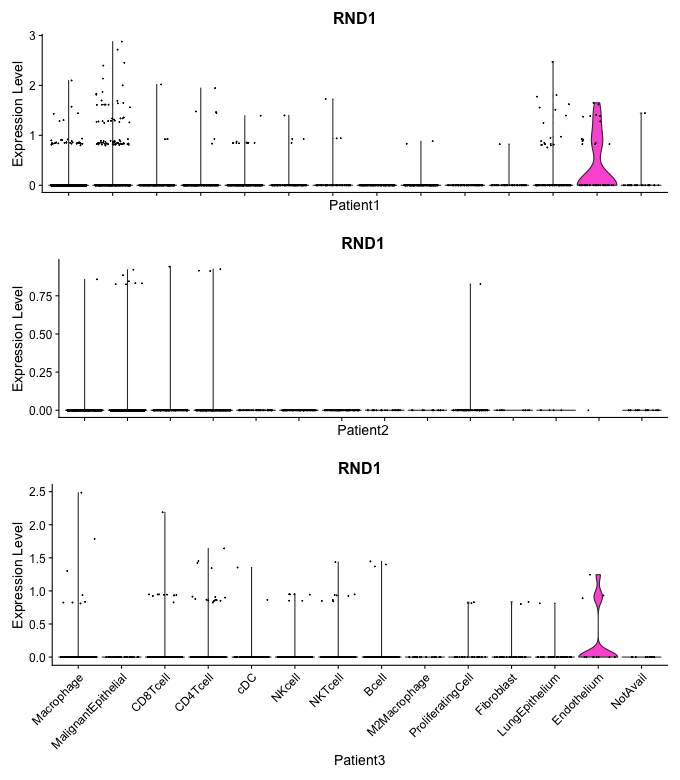 RND1
Expression Level
3
2
1
0
Patient1
RND1
Expression Level
0.75
0.50
0.25
0.00
Patient2
RND1
Expression Level
2.5
2.0
1.5
1.0
0.5
0.0
Macrophage
MalignantEpithelial
CD8Tcell
CD4Tcell
cDC
NKcell
NKTcell
Bcell
M2Macrophage
ProliferatingCell
Fibroblast
LungEpithelium
Endothelium
NotAvail
Patient3